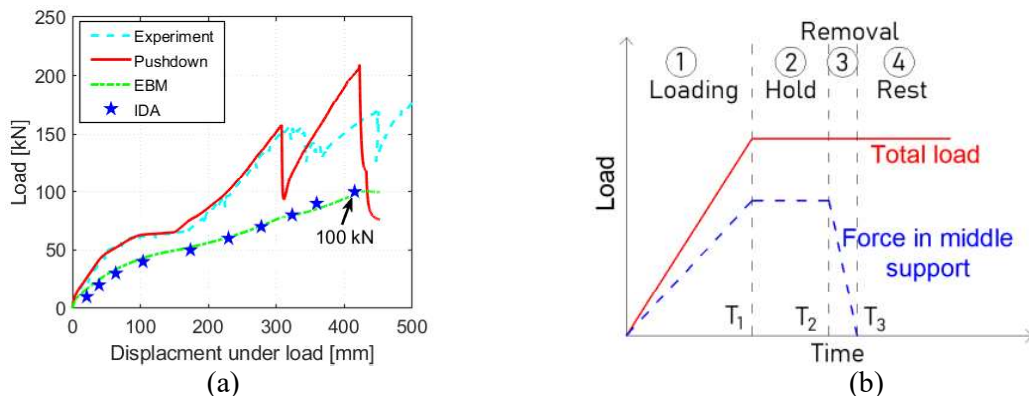 250
200
150
100
50
0
Load [kN]
Experiment
Pushdown
EBM
IDA
100 kN
0 100 200 300 400 500
Displacment under load [mm]
(a)
Removal
1 2 3 4
Loading Hold Rest
Load
Total load
Force in middle
support
T1 T2 T3
Time
(b)